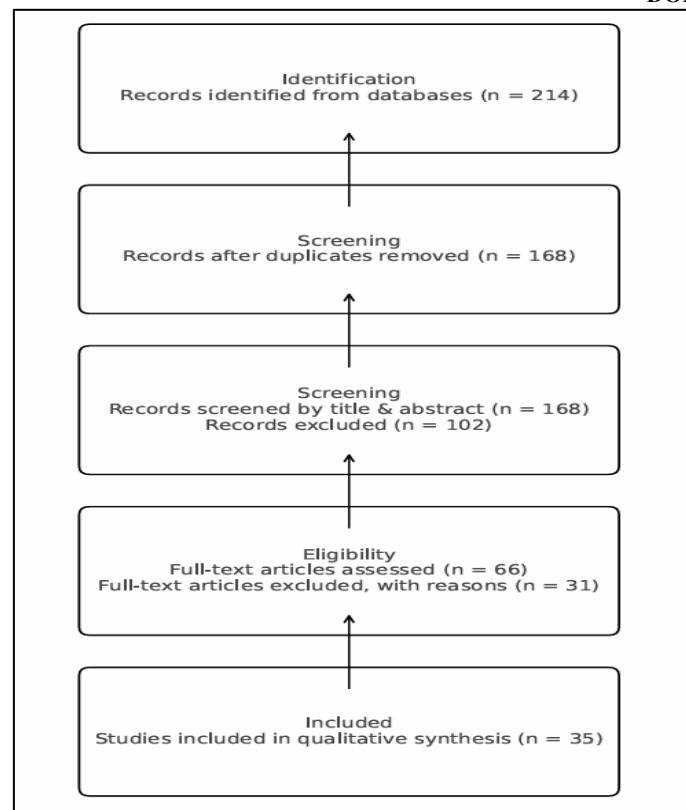 Identification
Records identified from databases (n = 214)
Screening
Records after duplicates removed (n = 168)
Screening
Records screened by title & abstract (n = 168)
Records excluded (n = 102)
Eligibility
Full-text articles assessed (n = 66)
Full-text articles excluded, with reasons (n = 31)
Included
Studies included in qualitative synthesis (n = 35)